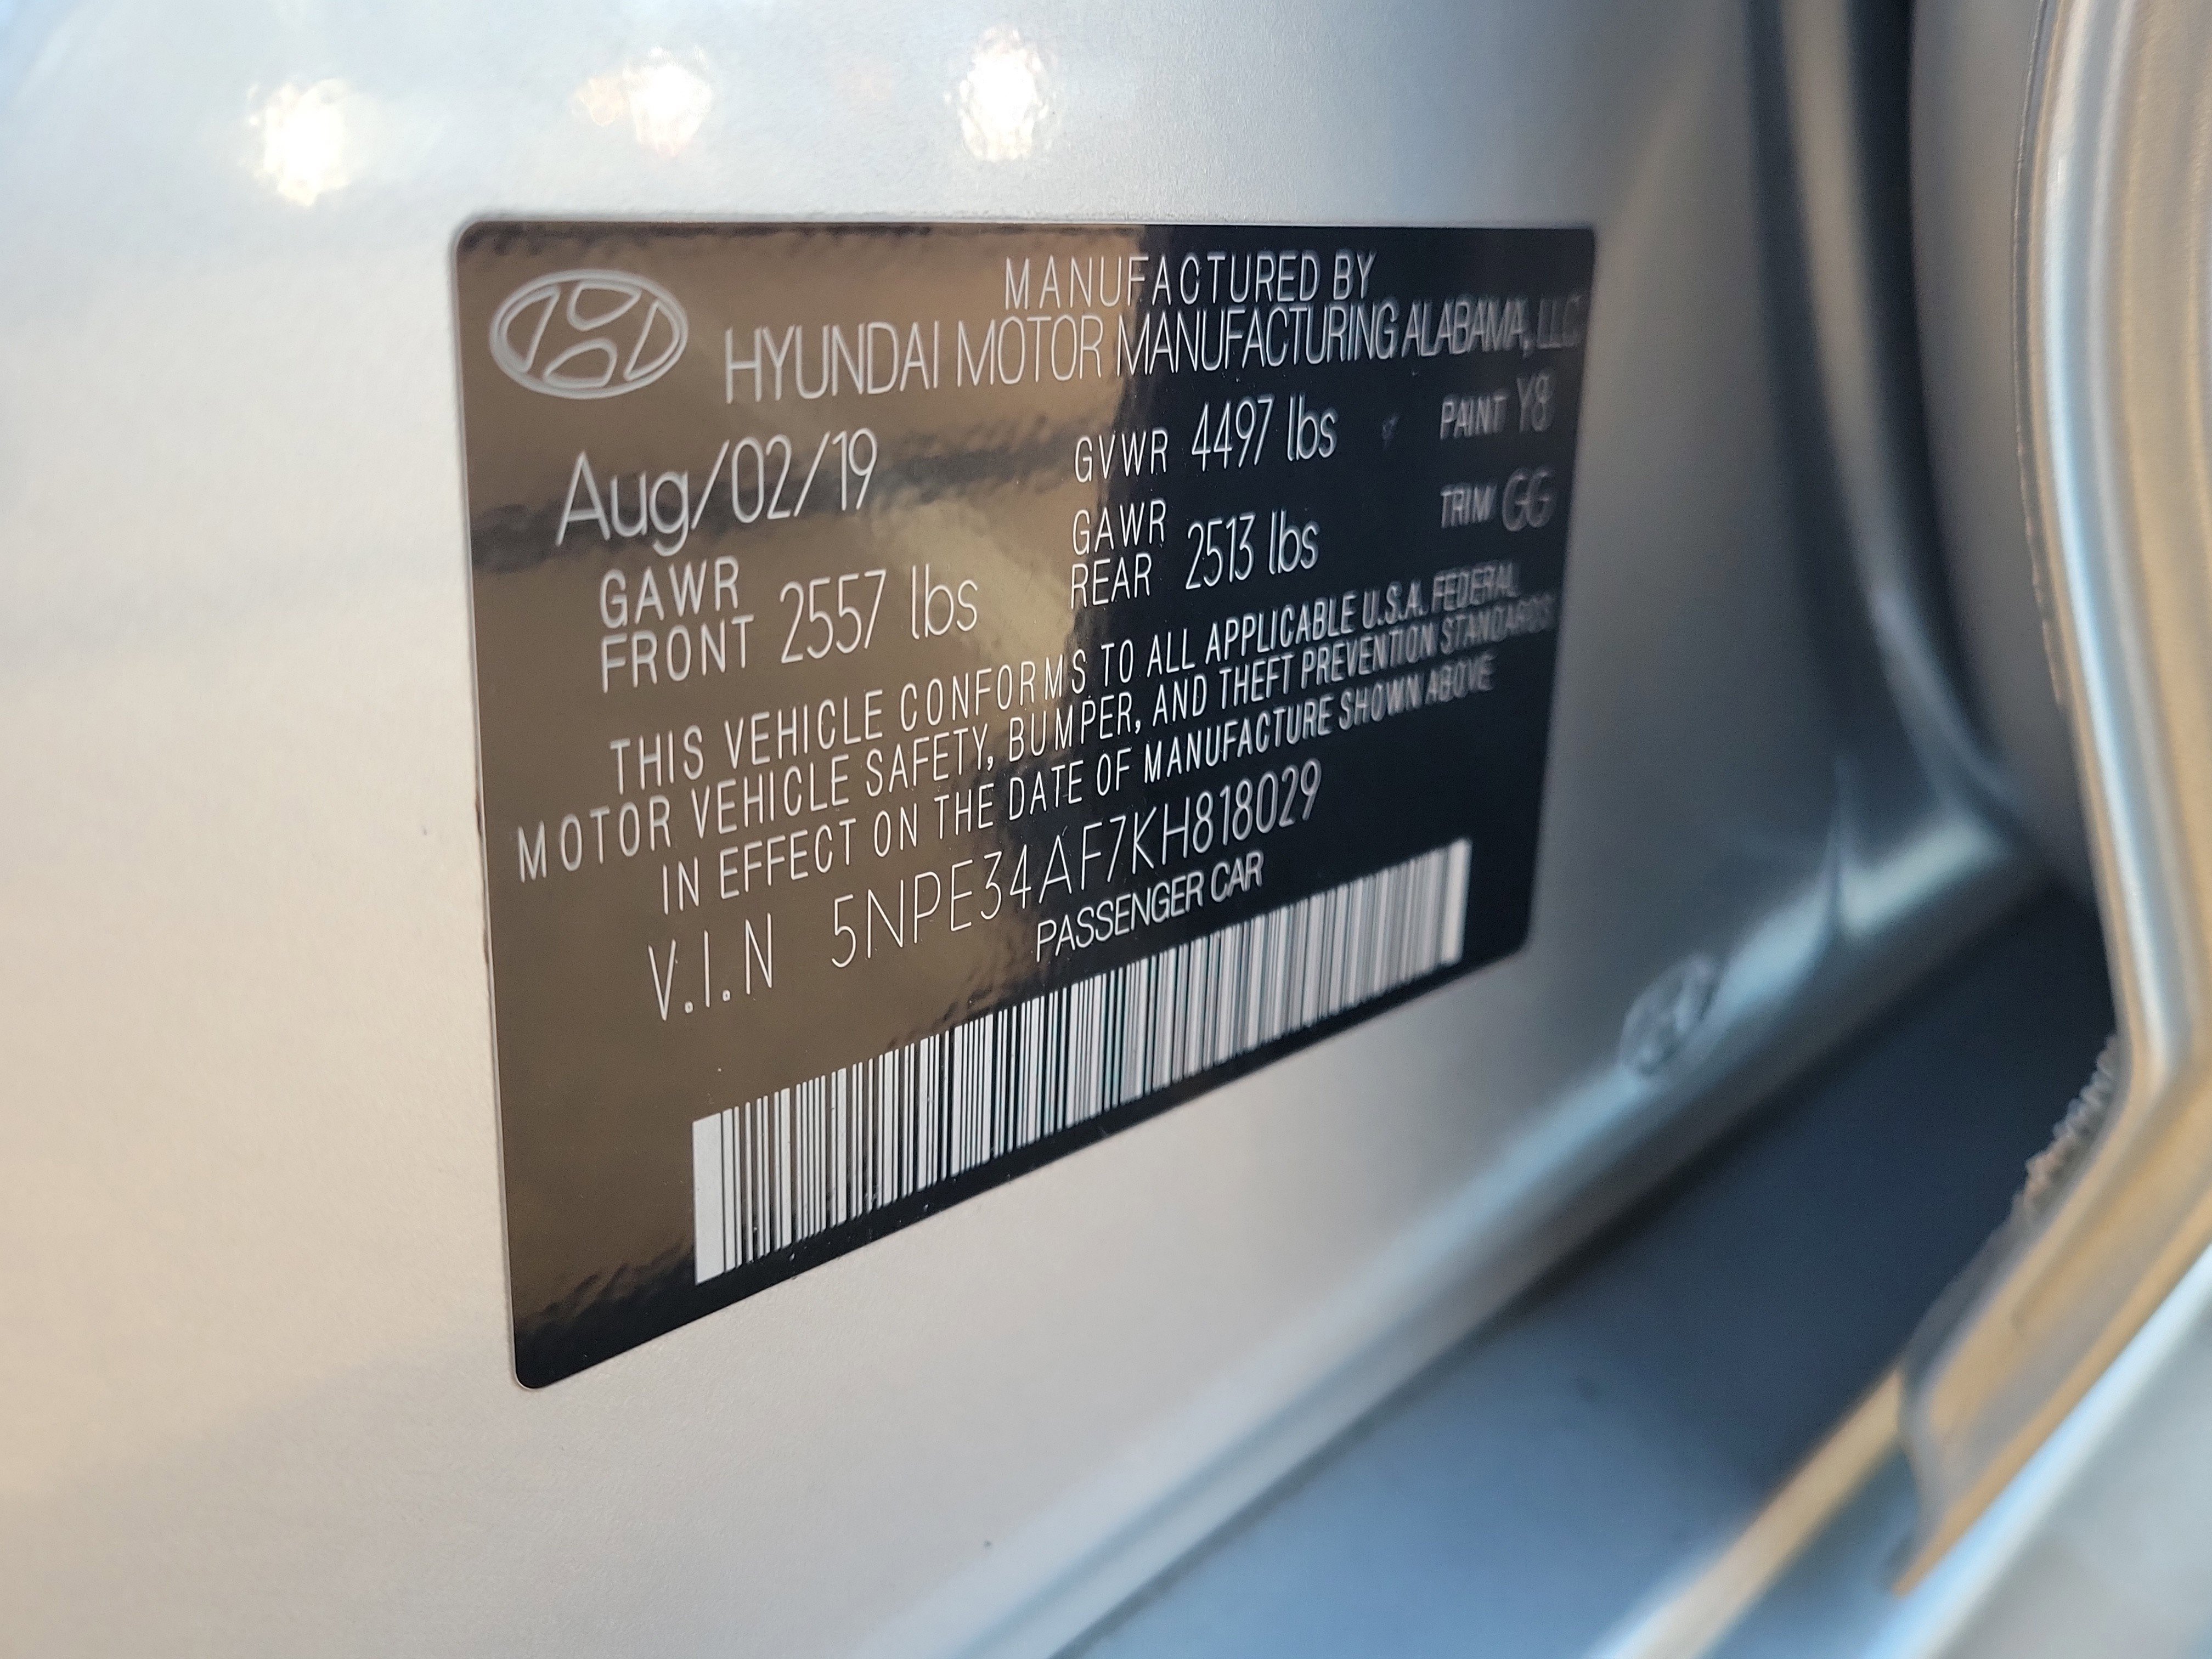 MANUFACTURED BY
HYUNDAI MOTOR MANUFACTURING ALABAMA, LLC
Aug/02/19 GVWR 4497 lbs PAINT Y8
GAWR FRONT 2557 lbs GAWR REAR 2513 lbs TRIM GG
THIS VEHICLE CONFORMS TO ALL APPLICABLE U.S.A. FEDERAL
MOTOR VEHICLE SAFETY, BUMPER, AND THEFT PREVENTION STANDARDS
IN EFFECT ON THE DATE OF MANUFACTURE SHOWN ABOVE
V.I.N 5NPE34AF7KH818029
PASSENGER CAR